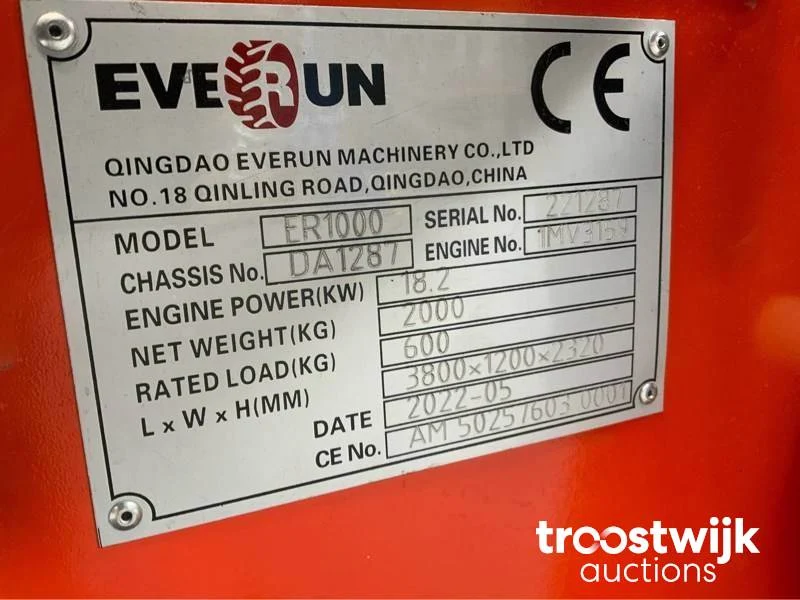 EVERUN CE
QINGDAO EVERUN MACHINERY CO.,LTD
NO.18 QINLING ROAD,QINGDAO,CHINA
MODEL ER1000 SERIAL No. 221287
CHASSIS No. DA1287 ENGINE No. 1MV3159
ENGINE POWER(KW) 18.2
NET WEIGHT(KG) 2000
RATED LOAD(KG) 600
L x W x H(MM) 3800×1200×2320
DATE 2022-05
CE No. AM 50257603 0001
troostwijk
auctions